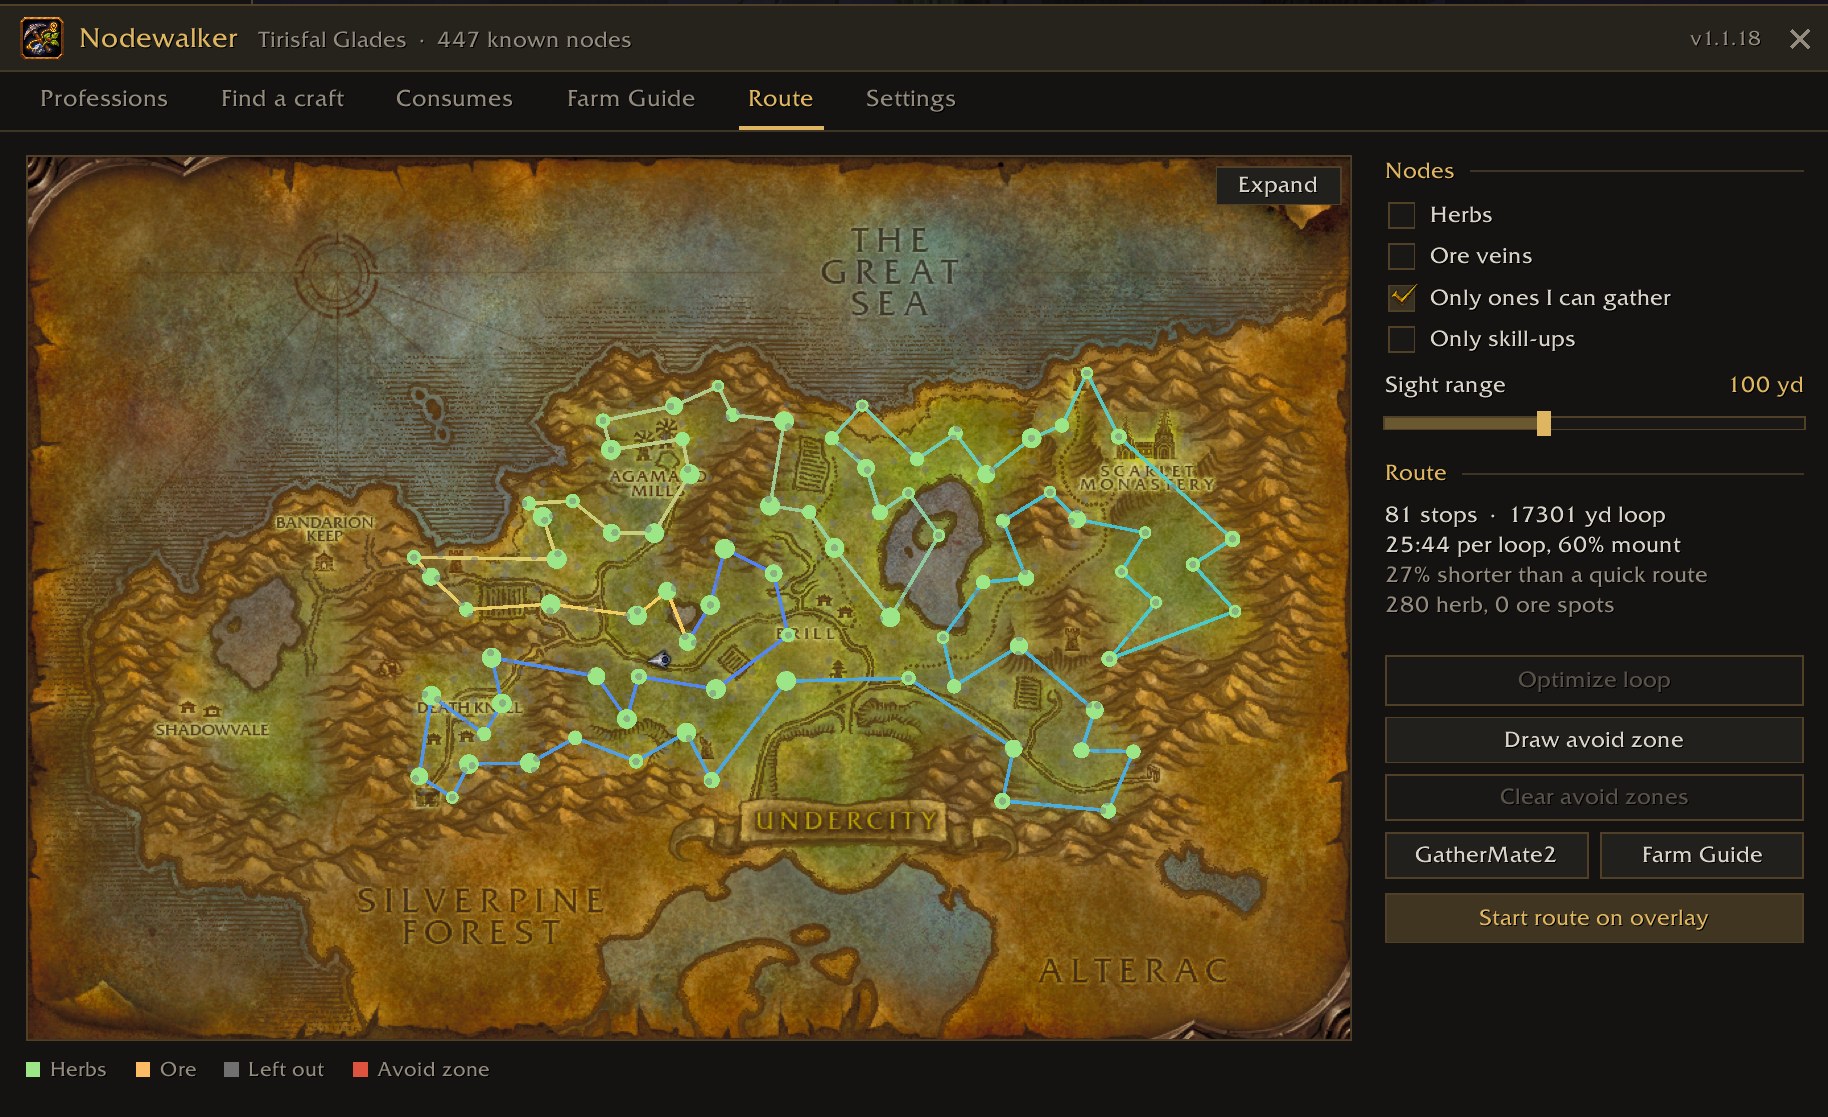 Nodewalker Tirisfal Glades · 447 known nodes v1.1.18
Professions Find a craft Consumes Farm Guide Route Settings
Expand
THE
GREAT
SEA
AGAMAND
MILLS
SCARLET
MONASTERY
BANDARION
KEEP
BRILL
DEATH KNELL
SHADOWVALE
UNDERCITY
SILVERPINE
FOREST
ALTERAC
Herbs Ore Left out Avoid zone
Nodes
Herbs
Ore veins
Only ones I can gather
Only skill-ups
Sight range 100 yd
Route
81 stops · 17301 yd loop
25:44 per loop, 60% mount
27% shorter than a quick route
280 herb, 0 ore spots
Optimize loop
Draw avoid zone
Clear avoid zones
GatherMate2 Farm Guide
Start route on overlay